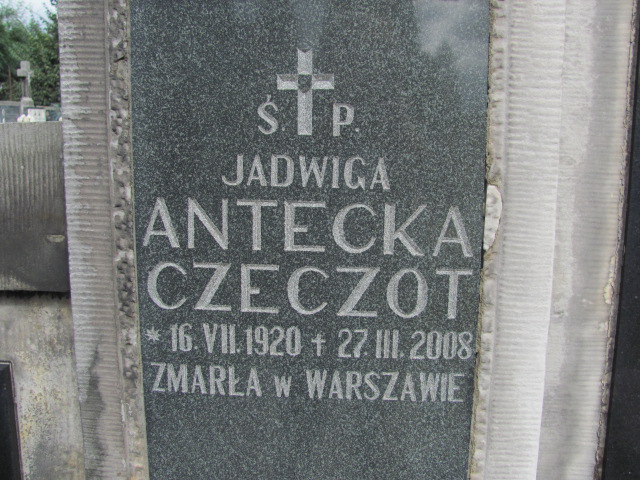 Ś. P.
JADWIGA
ANTECKA
CZECZOT
* 16. VII. 1920 + 27. III. 2008
ZMARŁA w WARSZAWIE